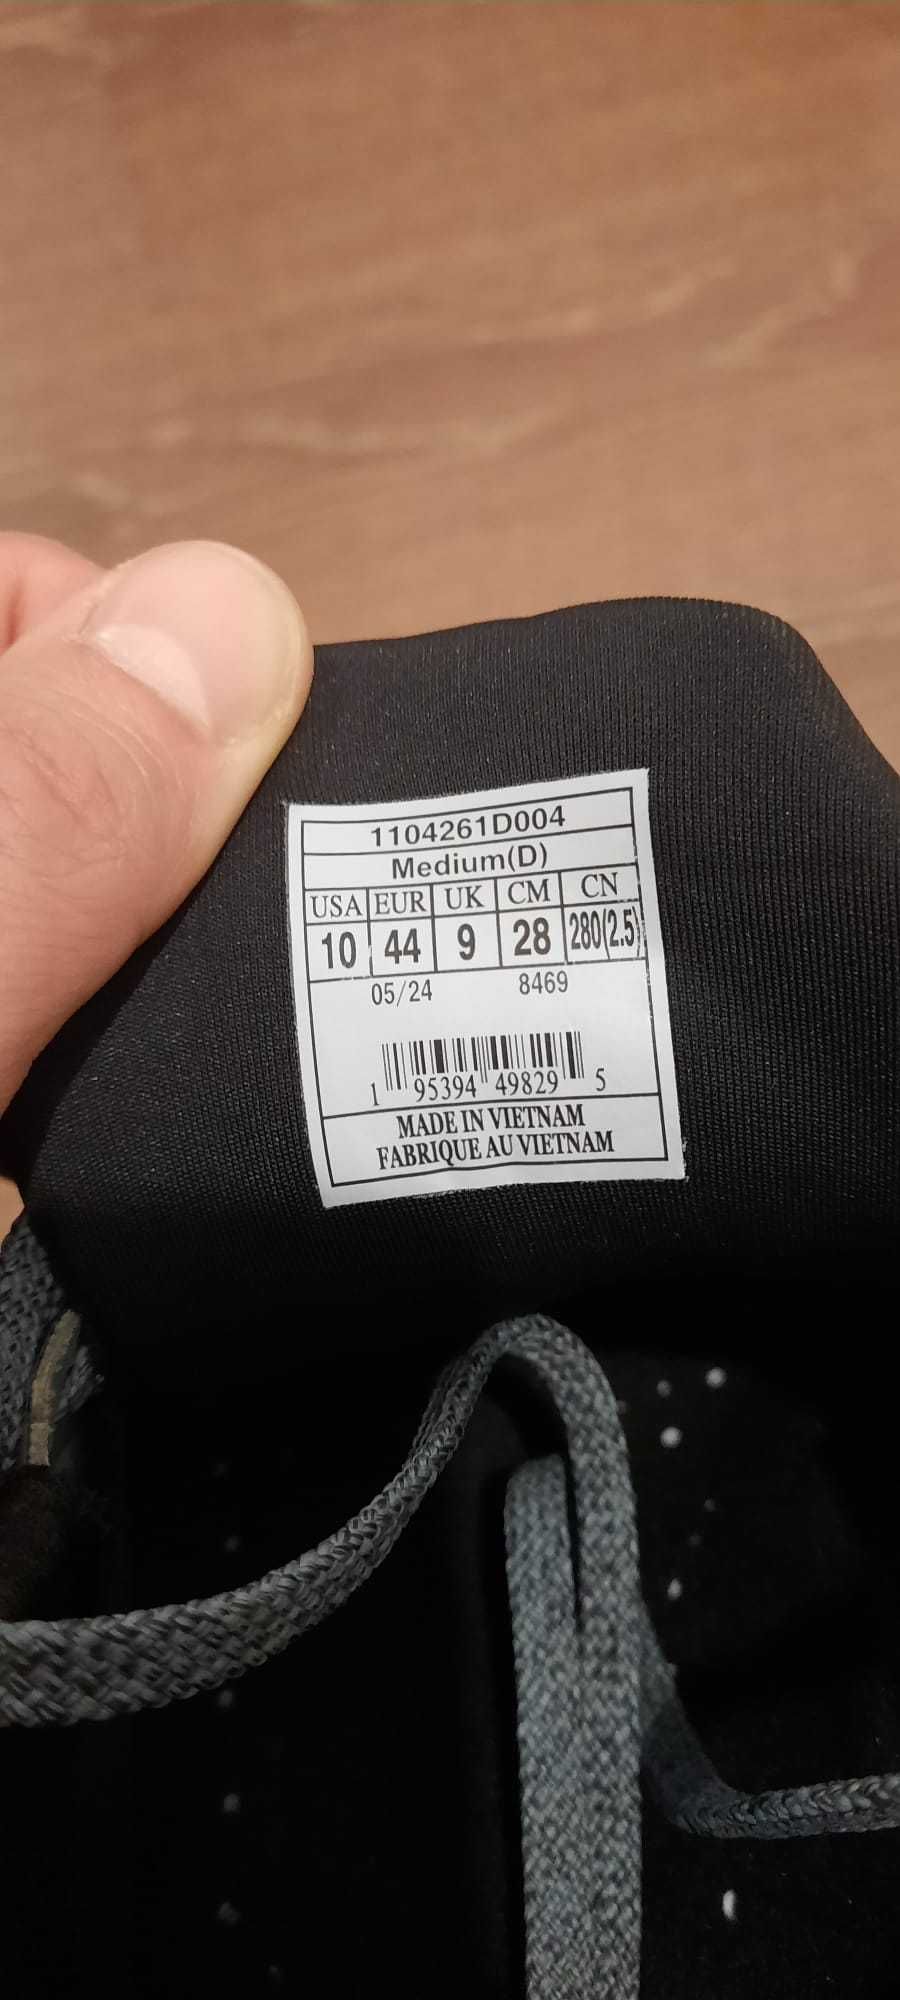 1104261D004
Medium(D)
USA EUR UK CM CN
10 44 9 28 280(2.5)
05/24 8469
1 95394 49829 5
MADE IN VIETNAM
FABRIQUE AU VIETNAM